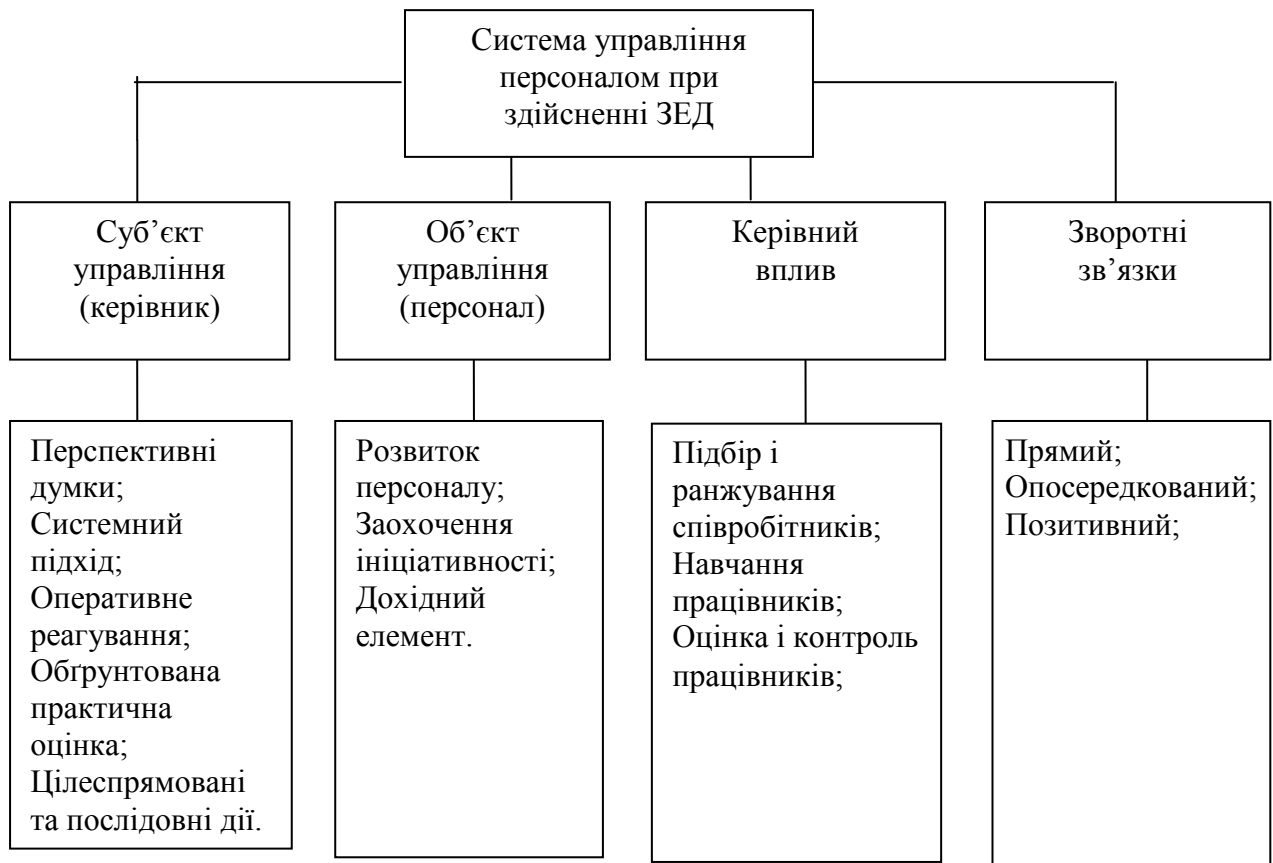 Система управління
персоналом при
здійсненні ЗЕД
Суб’єкт
управління
(керівник)
Об’єкт
управління
(персонал)
Керівний
вплив
Зворотні
зв’язки
Перспективні
думки;
Системний
підхід;
Оперативне
реагування;
Обґрунтована
практична
оцінка;
Цілеспрямовані
та послідовні дії.
Розвиток
персоналу;
Заохочення
ініціативності;
Дохідний
елемент.
Підбір і
ранжування
співробітників;
Навчання
працівників;
Оцінка і контроль
працівників;
Прямий;
Опосередкований;
Позитивний;